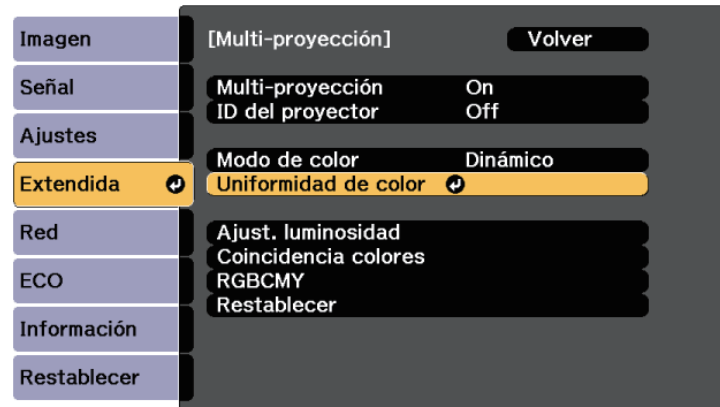 Imagen
Señal
Ajustes
Extendida
Red
ECO
Información
Restablecer
[Multi-proyección] Volver
Multi-proyección On
ID del proyector Off
Modo de color Dinámico
Uniformidad de color
Ajust. luminosidad
Coincidencia colores
RGBCMY
Restablecer